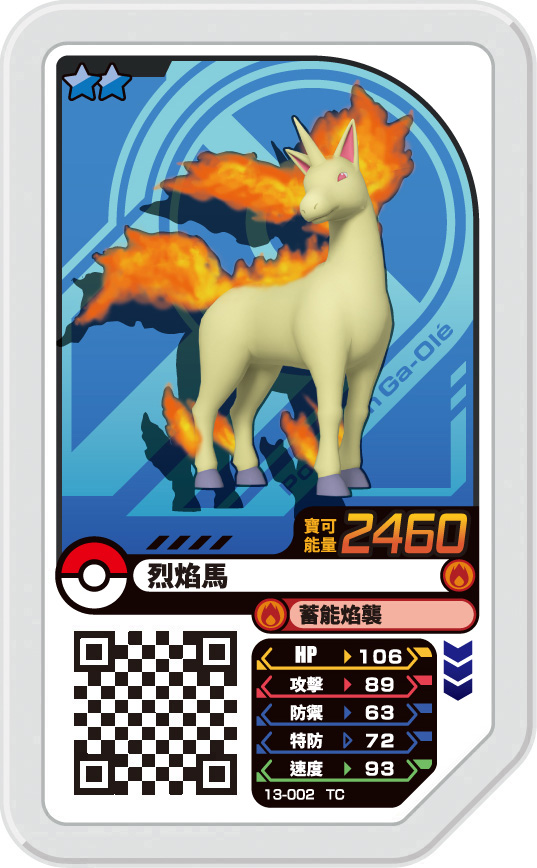 Pokémon Ga-Olé
寶可
能量 2460
烈焰馬
蓄能焰襲
HP 106
攻擊 89
防禦 63
特防 72
速度 93
13-002 TC